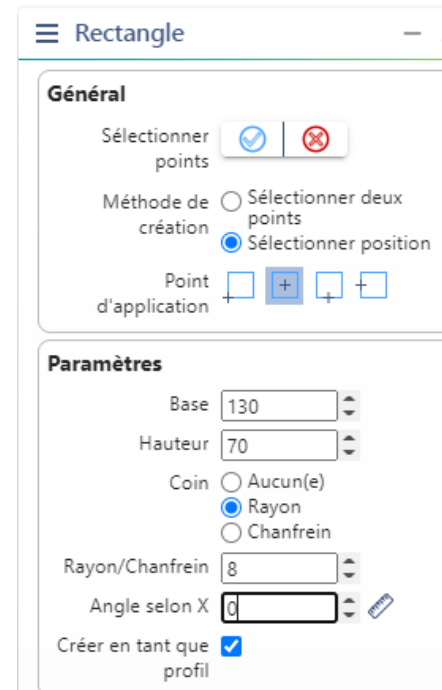 Rectangle
Général
Sélectionner
points
Méthode de
création
Sélectionner deux
points
Sélectionner position
Point
d'application
Paramètres
Base 130
Hauteur 70
Coin Aucun(e)
Rayon
Chanfrein
Rayon/Chanfrein 8
Angle selon X 0
Créer en tant que
profil